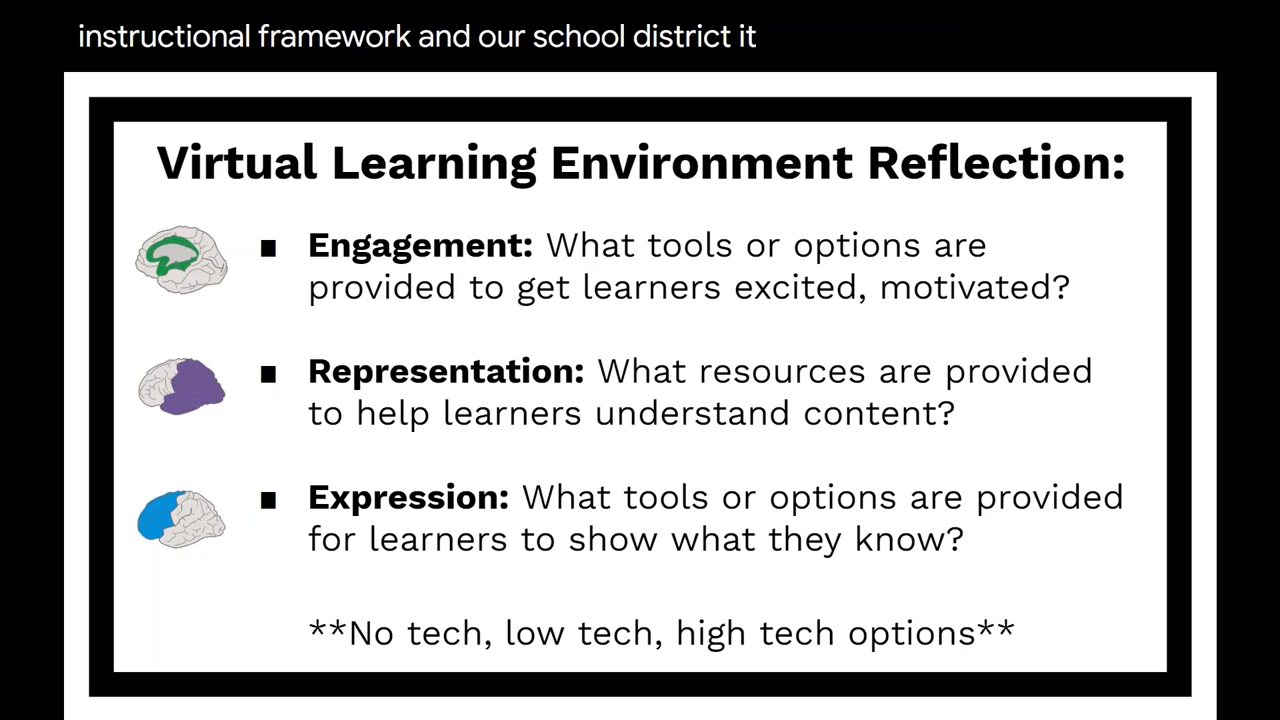 instructional framework and our school district it
Virtual Learning Environment Reflection:
■ Engagement: What tools or options are
provided to get learners excited, motivated?
■ Representation: What resources are provided
to help learners understand content?
■ Expression: What tools or options are provided
for learners to show what they know?
**No tech, low tech, high tech options**